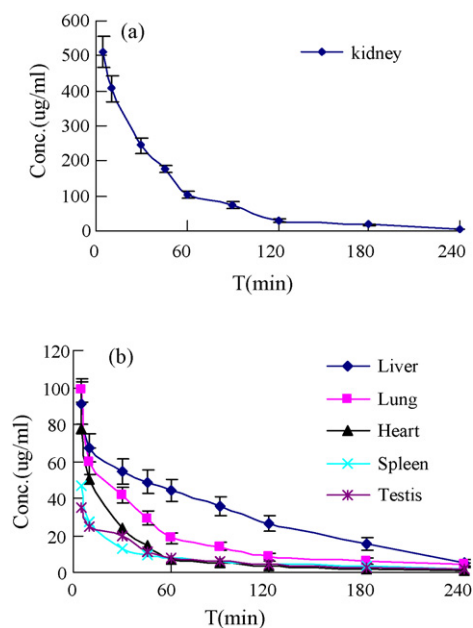 (a)
kidney
Conc.(ug/ml)
600
500
400
300
200
100
0
0 60 120 180 240
T(min)
(b)
Liver
Lung
Heart
Spleen
Testis
Conc.(ug/ml)
120
100
80
60
40
20
0
0 60 120 180 240
T(min)